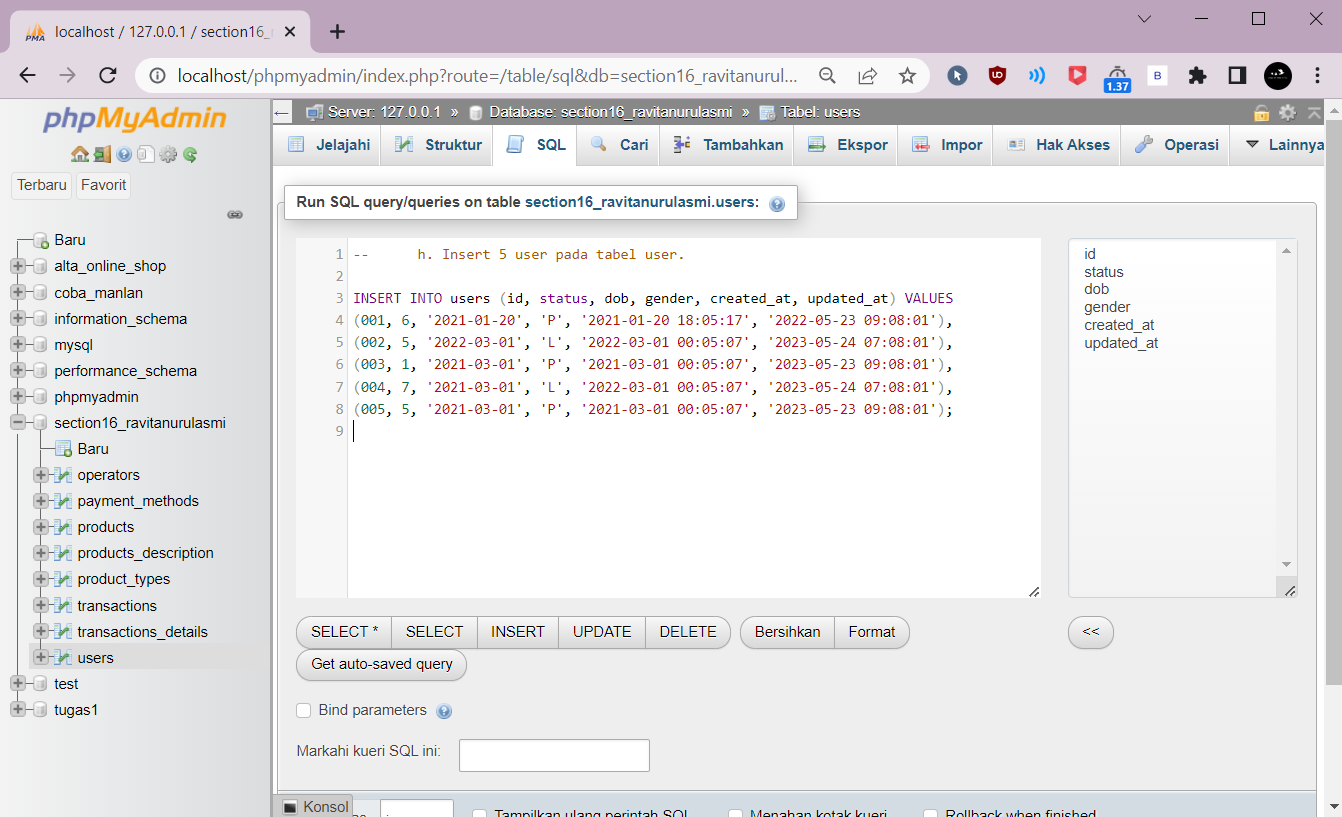 localhost / 127.0.0.1 / section16_
localhost/phpmyadmin/index.php?route=/table/sql&db=section16_ravitanurul...
1.37
B
phpMyAdmin
Terbaru
Favorit
Baru
alta_online_shop
coba_manlan
information_schema
mysql
performance_schema
phpmyadmin
section16_ravitanurulasmi
Baru
operators
payment_methods
products
products_description
product_types
transactions
transactions_details
users
test
tugas1
Server: 127.0.0.1 » Database: section16_ravitanurulasmi » Tabel: users
Jelajahi Struktur SQL Cari Tambahkan Ekspor Impor Hak Akses Operasi Lainnya
Run SQL query/queries on table section16_ravitanurulasmi.users:
1 -- h. Insert 5 user pada tabel user.
2
3 INSERT INTO users (id, status, dob, gender, created_at, updated_at) VALUES
4 (001, 6, '2021-01-20', 'P', '2021-01-20 18:05:17', '2022-05-23 09:08:01'),
5 (002, 5, '2022-03-01', 'L', '2022-03-01 00:05:07', '2023-05-24 07:08:01'),
6 (003, 1, '2021-03-01', 'P', '2021-03-01 00:05:07', '2023-05-23 09:08:01'),
7 (004, 7, '2021-03-01', 'L', '2022-03-01 00:05:07', '2023-05-24 07:08:01'),
8 (005, 5, '2021-03-01', 'P', '2021-03-01 00:05:07', '2023-05-23 09:08:01');
9
id
status
dob
gender
created_at
updated_at
SELECT * SELECT INSERT UPDATE DELETE Bersihkan Format <<
Get auto-saved query
Bind parameters
Markahi kueri SQL ini:
Konsol
Tampilkan ulang perintah SQL Menahan kotak kueri Rollback when finished